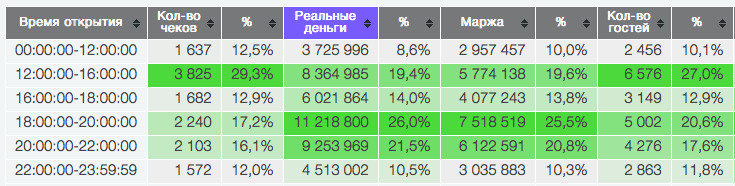 Время открытия Кол-во чеков % Реальные деньги % Маржа % Кол-во гостей %
00:00:00-12:00:00 1 637 12,5% 3 725 996 8,6% 2 957 457 10,0% 2 456 10,1%
12:00:00-16:00:00 3 825 29,3% 8 364 985 19,4% 5 774 138 19,6% 6 576 27,0%
16:00:00-18:00:00 1 682 12,9% 6 021 864 14,0% 4 077 243 13,8% 3 149 12,9%
18:00:00-20:00:00 2 240 17,2% 11 218 800 26,0% 7 518 519 25,5% 5 002 20,6%
20:00:00-22:00:00 2 103 16,1% 9 253 969 21,5% 6 122 591 20,8% 4 276 17,6%
22:00:00-23:59:59 1 572 12,0% 4 513 002 10,5% 3 035 883 10,3% 2 863 11,8%